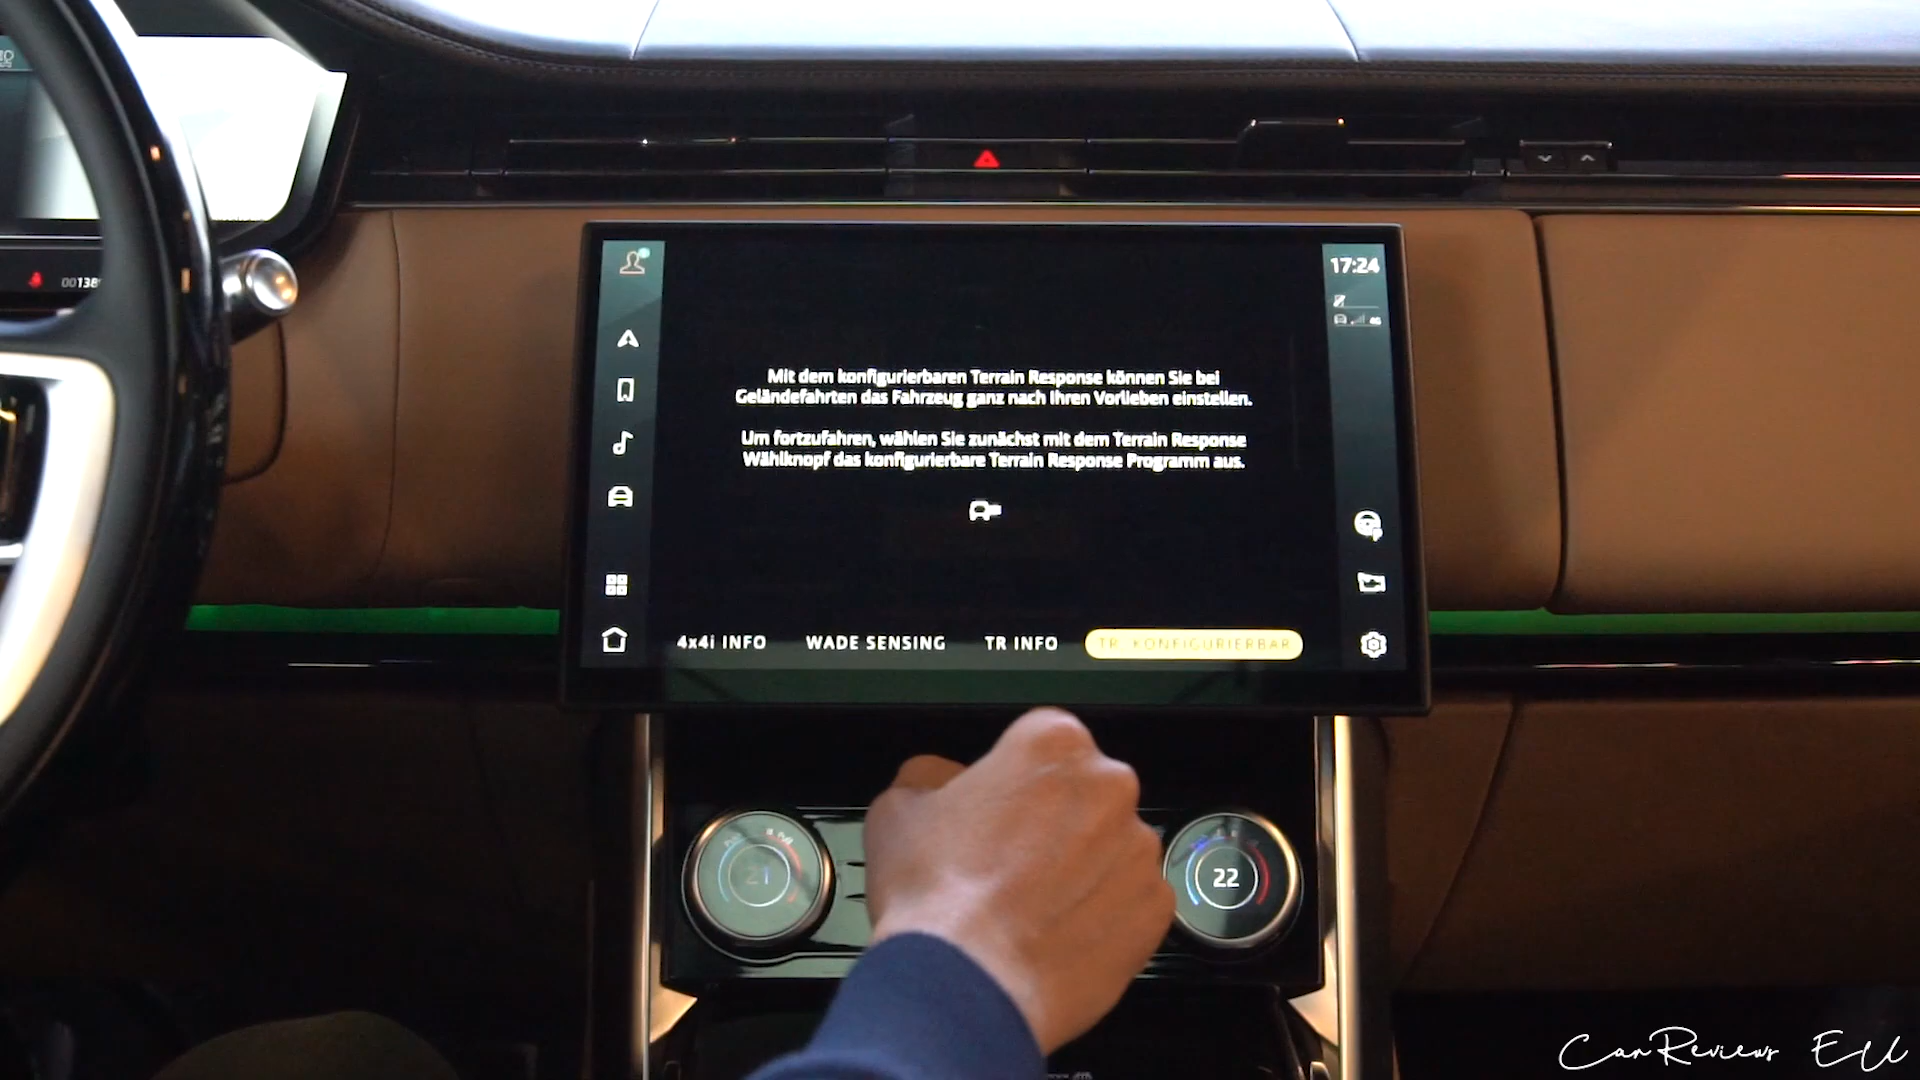 17:24
4G
Mit dem konfigurierbaren Terrain Response können Sie bei
Geländefahrten das Fahrzeug ganz nach Ihren Vorlieben einstellen.
Um fortzufahren, wählen Sie zunächst mit dem Terrain Response
Wählknopf das konfigurierbare Terrain Response Programm aus.
4x4i INFO WADE SENSING TR INFO TR. KONFIGURIERBAR
21
22
CarReviews EU